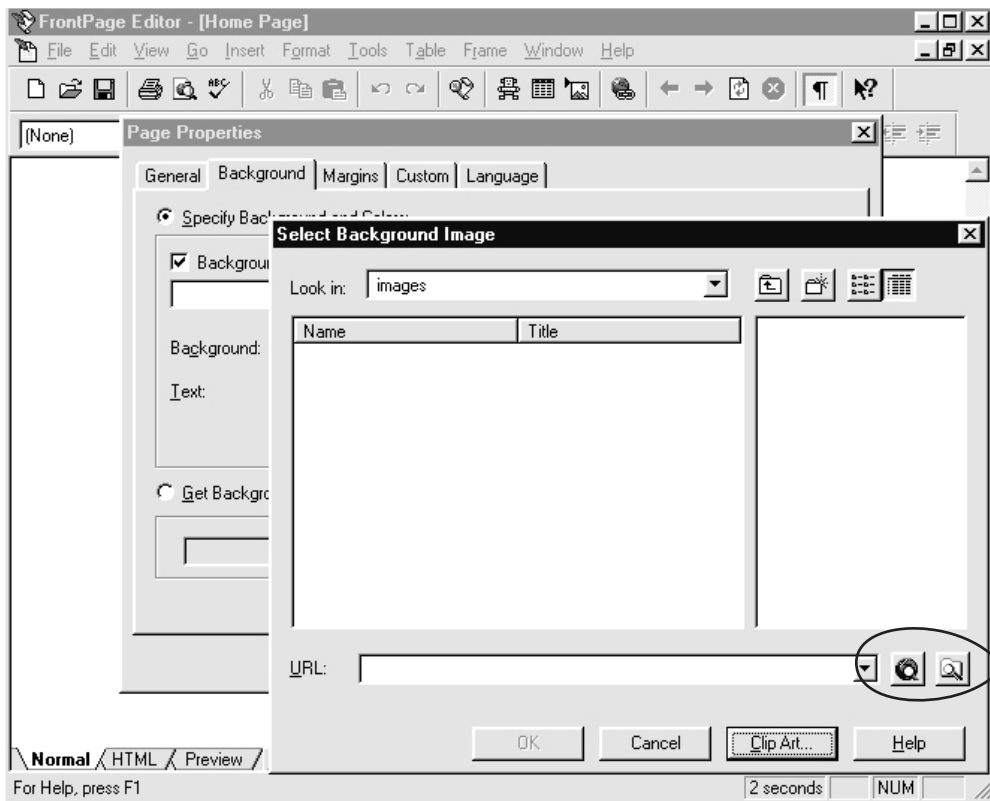 FrontPage Editor - [Home Page]
File Edit View Go Insert Format Tools Table Frame Window Help
ABC
(None)
Page Properties
General Background Margins Custom Language
Specify Background and Colors
Select Background Image
Backgrou
Look in: images
Name Title
Background:
Text:
Get Backgro
URL:
OK Cancel Clip Art... Help
Normal HTML Preview
For Help, press F1 2 seconds NUM